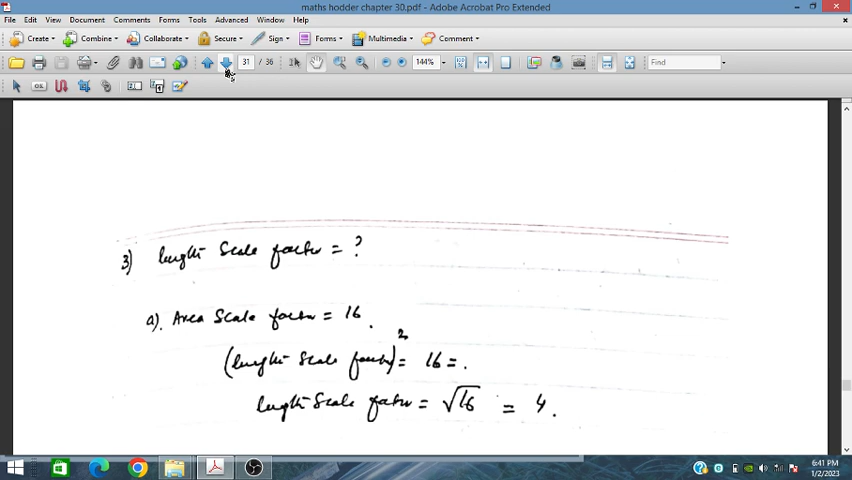 maths hodder chapter 30.pdf - Adobe Acrobat Pro Extended
File Edit View Document Comments Forms Tools Advanced Window Help
Create Combine Collaborate Secure Sign Forms Multimedia Comment
31 / 36 144% Find
3) length Scale factor = ?
a). Area Scale factor = 16.
(length Scale factor)² = 16 = .
length Scale factor = √16 = 4.
6:41 PM
1/2/2023